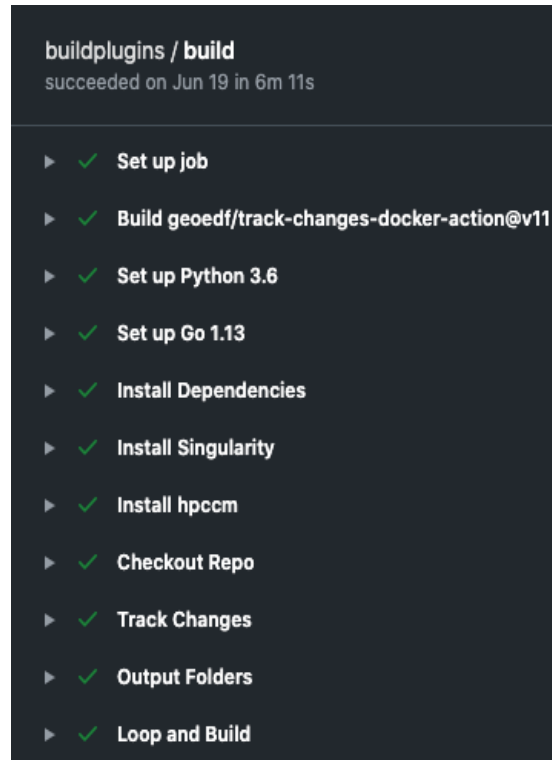 buildplugins / build
succeeded on Jun 19 in 6m 11s
Set up job
Build geoedf/track-changes-docker-action@v11
Set up Python 3.6
Set up Go 1.13
Install Dependencies
Install Singularity
Install hpccm
Checkout Repo
Track Changes
Output Folders
Loop and Build